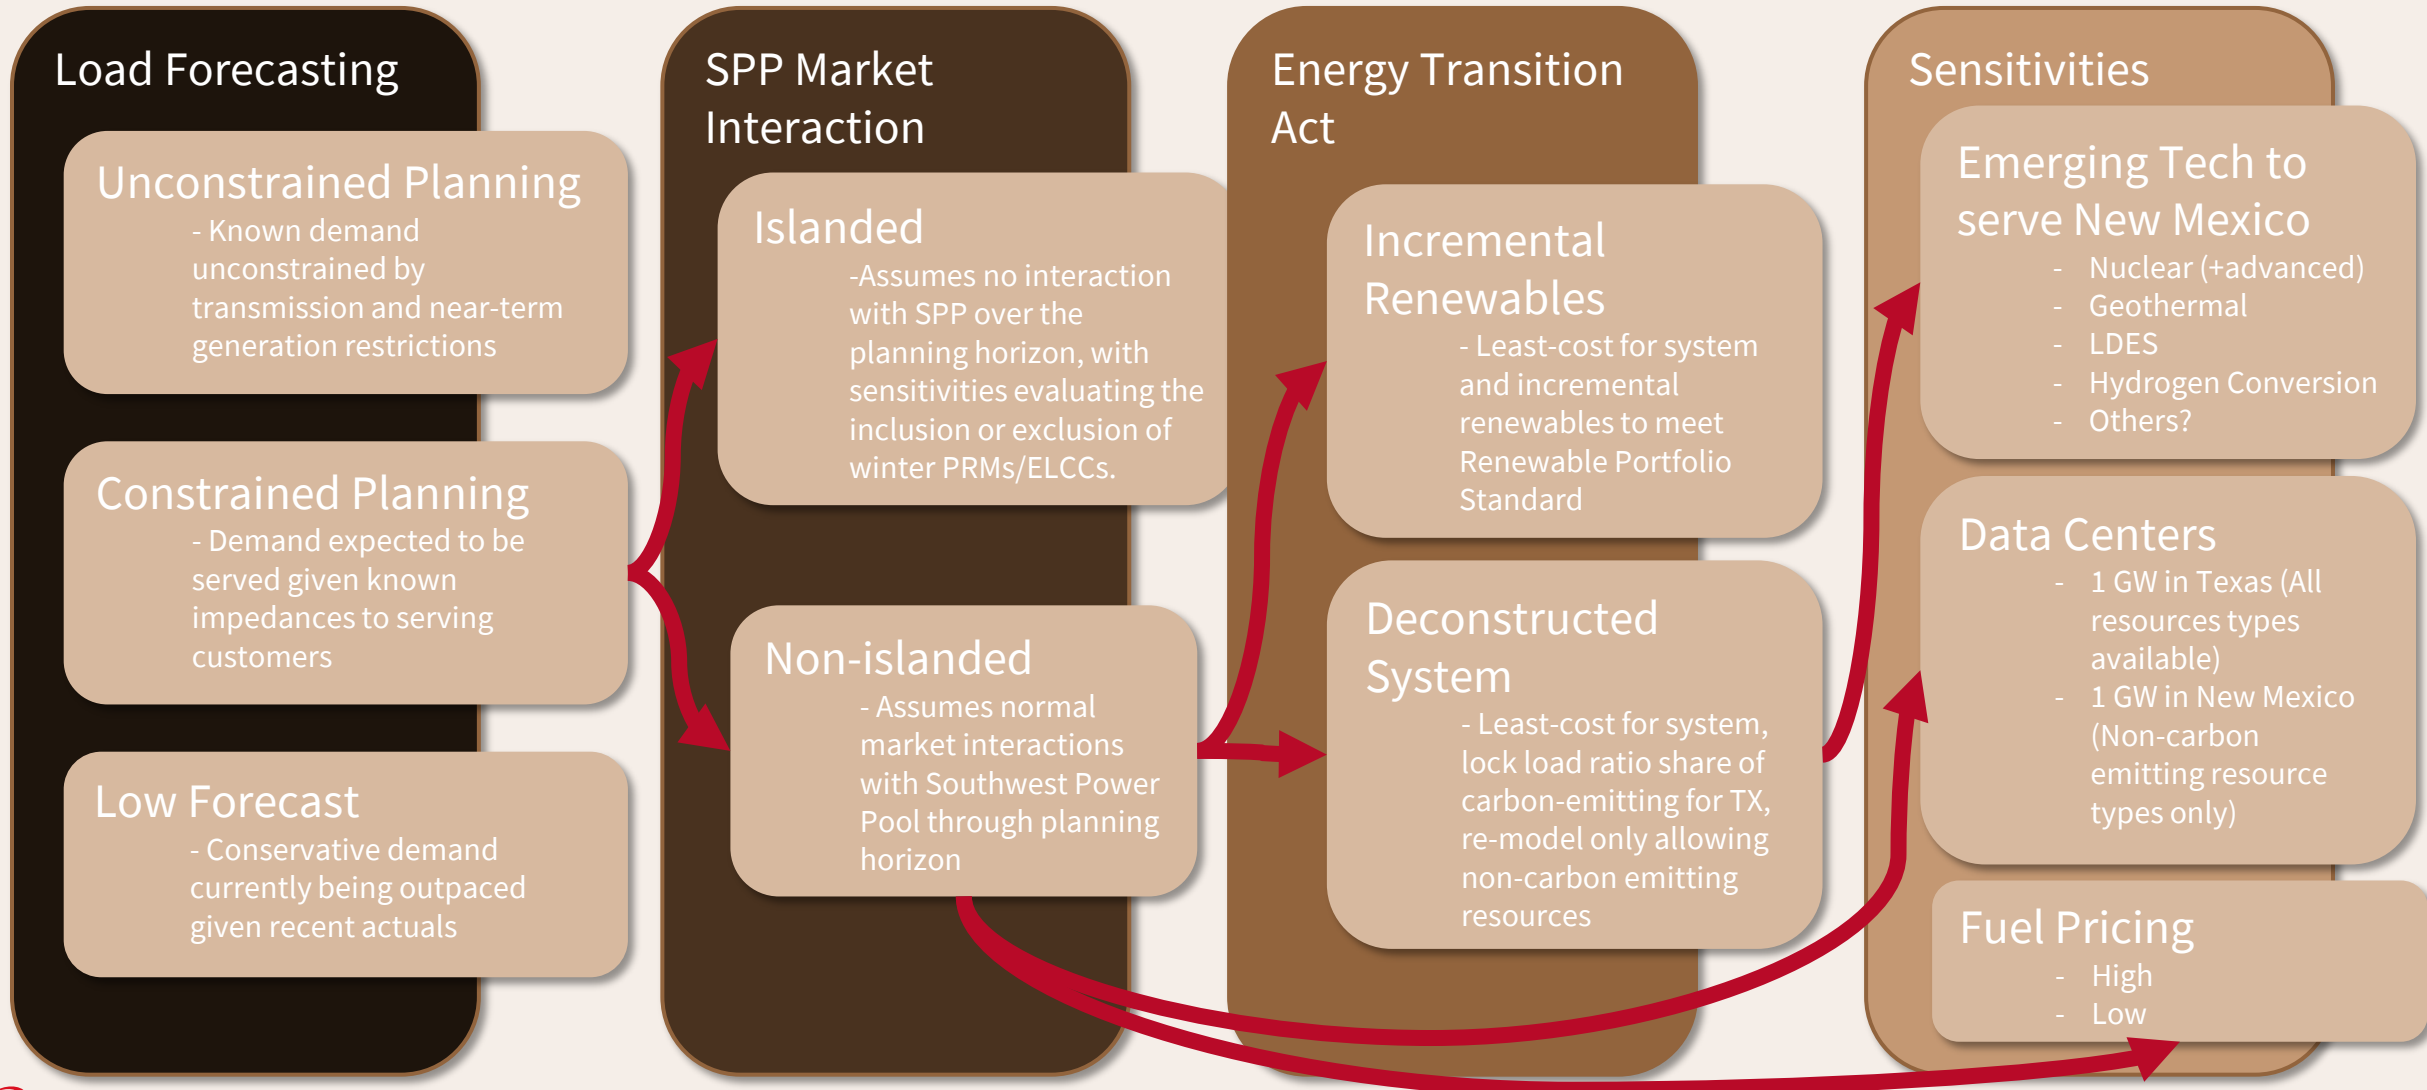 Load Forecasting
Unconstrained Planning
- Known demand
unconstrained by
transmission and near-term
generation restrictions
Constrained Planning
- Demand expected to be
served given known
impedances to serving
customers
Low Forecast
- Conservative demand
currently being outpaced
given recent actuals
SPP Market
Interaction
Islanded
-Assumes no interaction
with SPP over the
planning horizon, with
sensitivities evaluating the
inclusion or exclusion of
winter PRMs/ELCCs.
Non-islanded
- Assumes normal
market interactions
with Southwest Power
Pool through planning
horizon
Energy Transition
Act
Incremental
Renewables
- Least-cost for system
and incremental
renewables to meet
Renewable Portfolio
Standard
Deconstructed
System
- Least-cost for system,
lock load ratio share of
carbon-emitting for TX,
re-model only allowing
non-carbon emitting
resources
Sensitivities
Emerging Tech to
serve New Mexico
- Nuclear (+advanced)
- Geothermal
- LDES
- Hydrogen Conversion
- Others?
Data Centers
- 1 GW in Texas (All
resources types
available)
- 1 GW in New Mexico
(Non-carbon
emitting resource
types only)
Fuel Pricing
- High
- Low